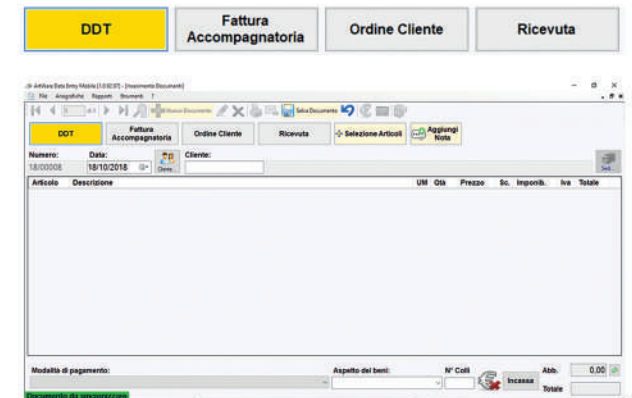 DDT
Fattura
Accompagnatoria
Ordine Cliente
Ricevuta
File Anagrafiche Rapporti Strumenti ?
Salva Documento
DDT
Fattura
Accompagnatoria
Ordine Cliente
Ricevuta
Selezione Articoli
Aggiungi
Nota
Numero: Data: Cliente:
18/00008 18/10/2018
Articolo Descrizione UM Qtà Prezzo Sc. Imponib. Iva Totale
Modalità di pagamento: Aspetto dei beni: N° Colli Incassa Abb. 0,00
Totale
Documento da sincronizzare